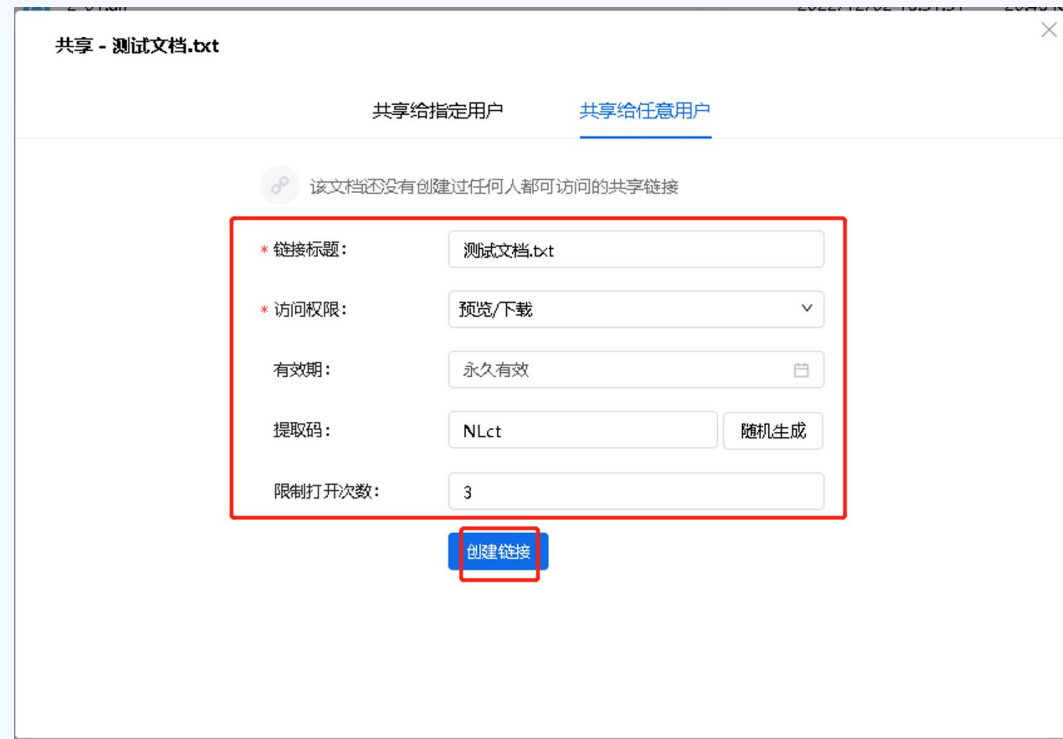 共享 - 测试文档.txt
共享给指定用户 共享给任意用户
该文档还没有创建过任何人都可访问的共享链接
* 链接标题: 测试文档.txt
* 访问权限: 预览/下载
有效期: 永久有效
提取码: NLct 随机生成
限制打开次数: 3
创建链接